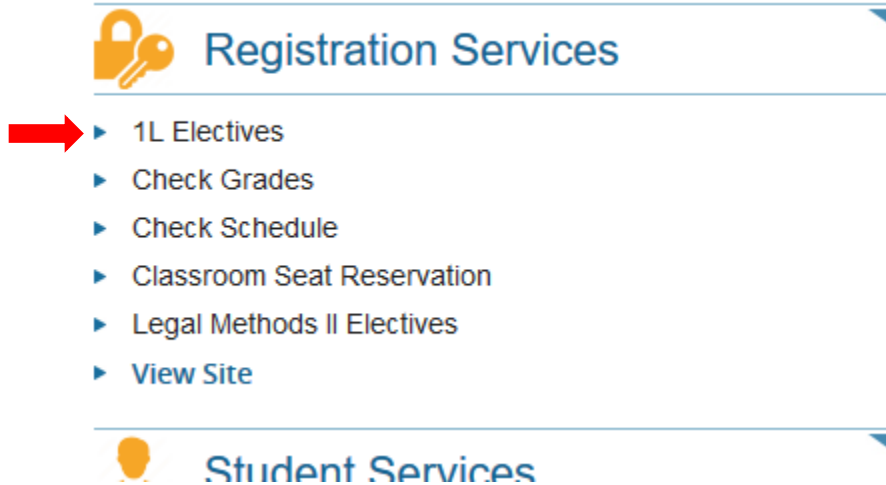 Registration Services
1L Electives
Check Grades
Check Schedule
Classroom Seat Reservation
Legal Methods II Electives
View Site
Student Services